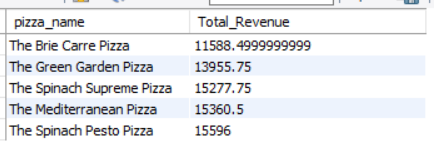 pizza_name Total_Revenue
The Brie Carre Pizza 11588.4999999999
The Green Garden Pizza 13955.75
The Spinach Supreme Pizza 15277.75
The Mediterranean Pizza 15360.5
The Spinach Pesto Pizza 15596